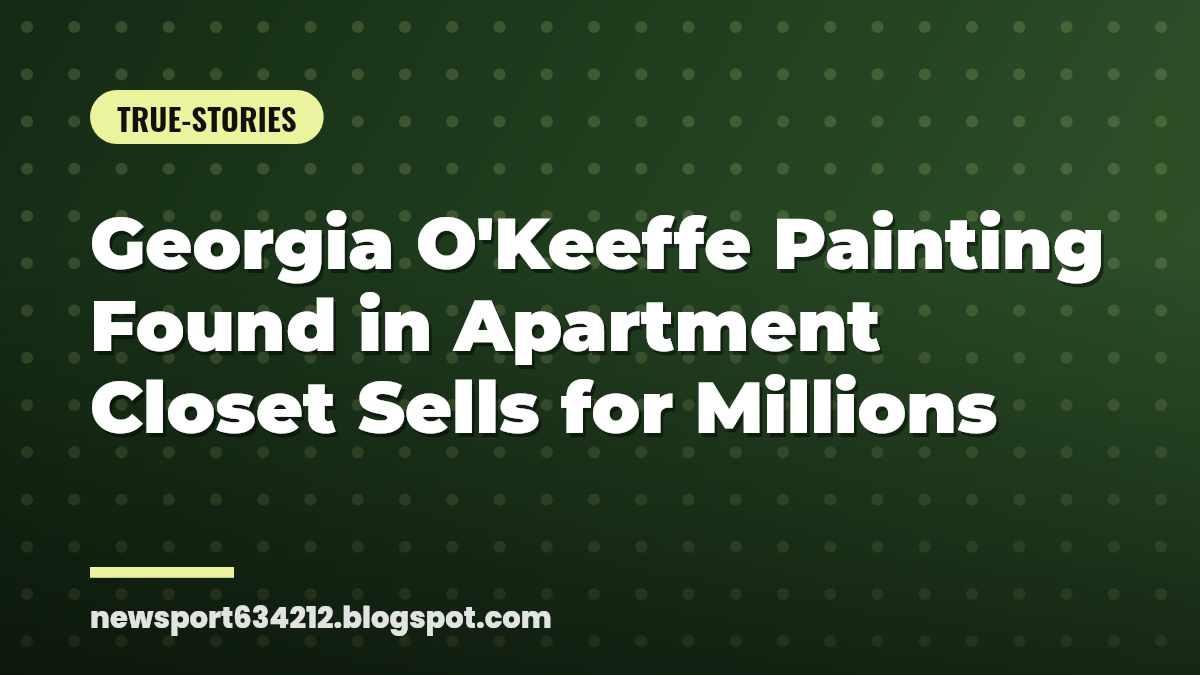 TRUE-STORIES
Georgia O'Keeffe Painting
Found in Apartment
Closet Sells for Millions
newsport634212.blogspot.com